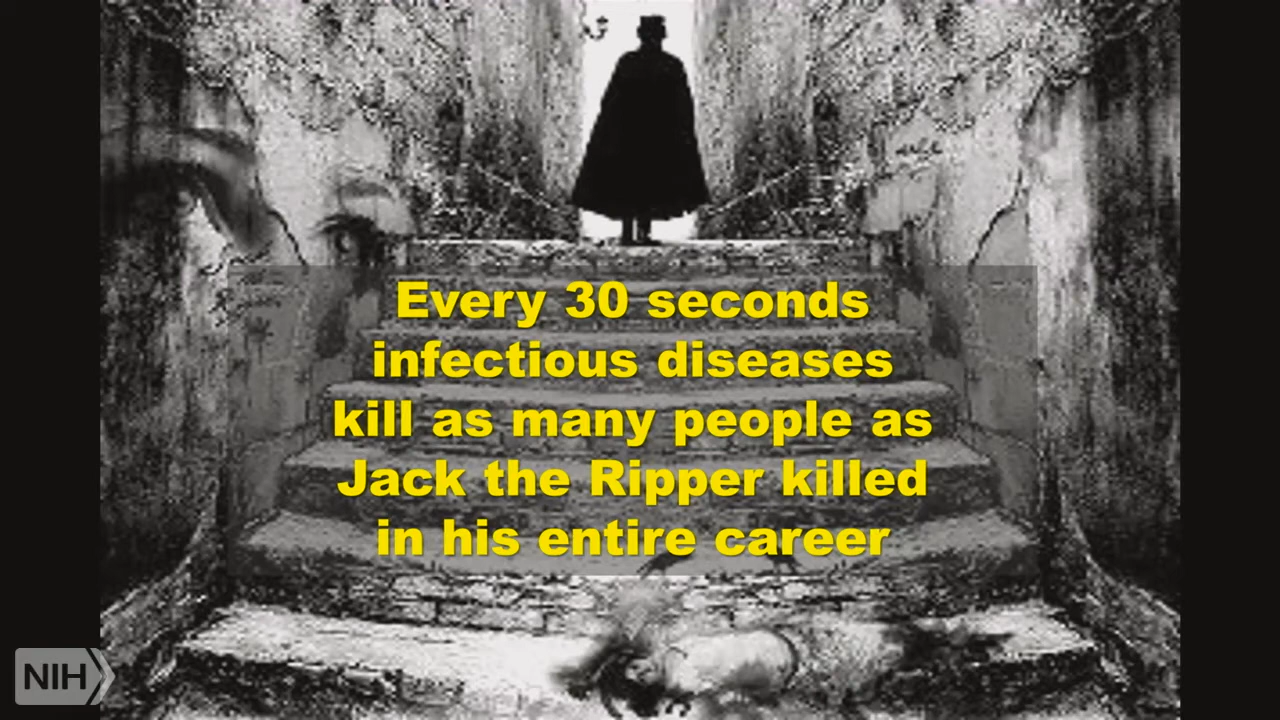 Every 30 seconds
infectious diseases
kill as many people as
Jack the Ripper killed
in his entire career
NIH